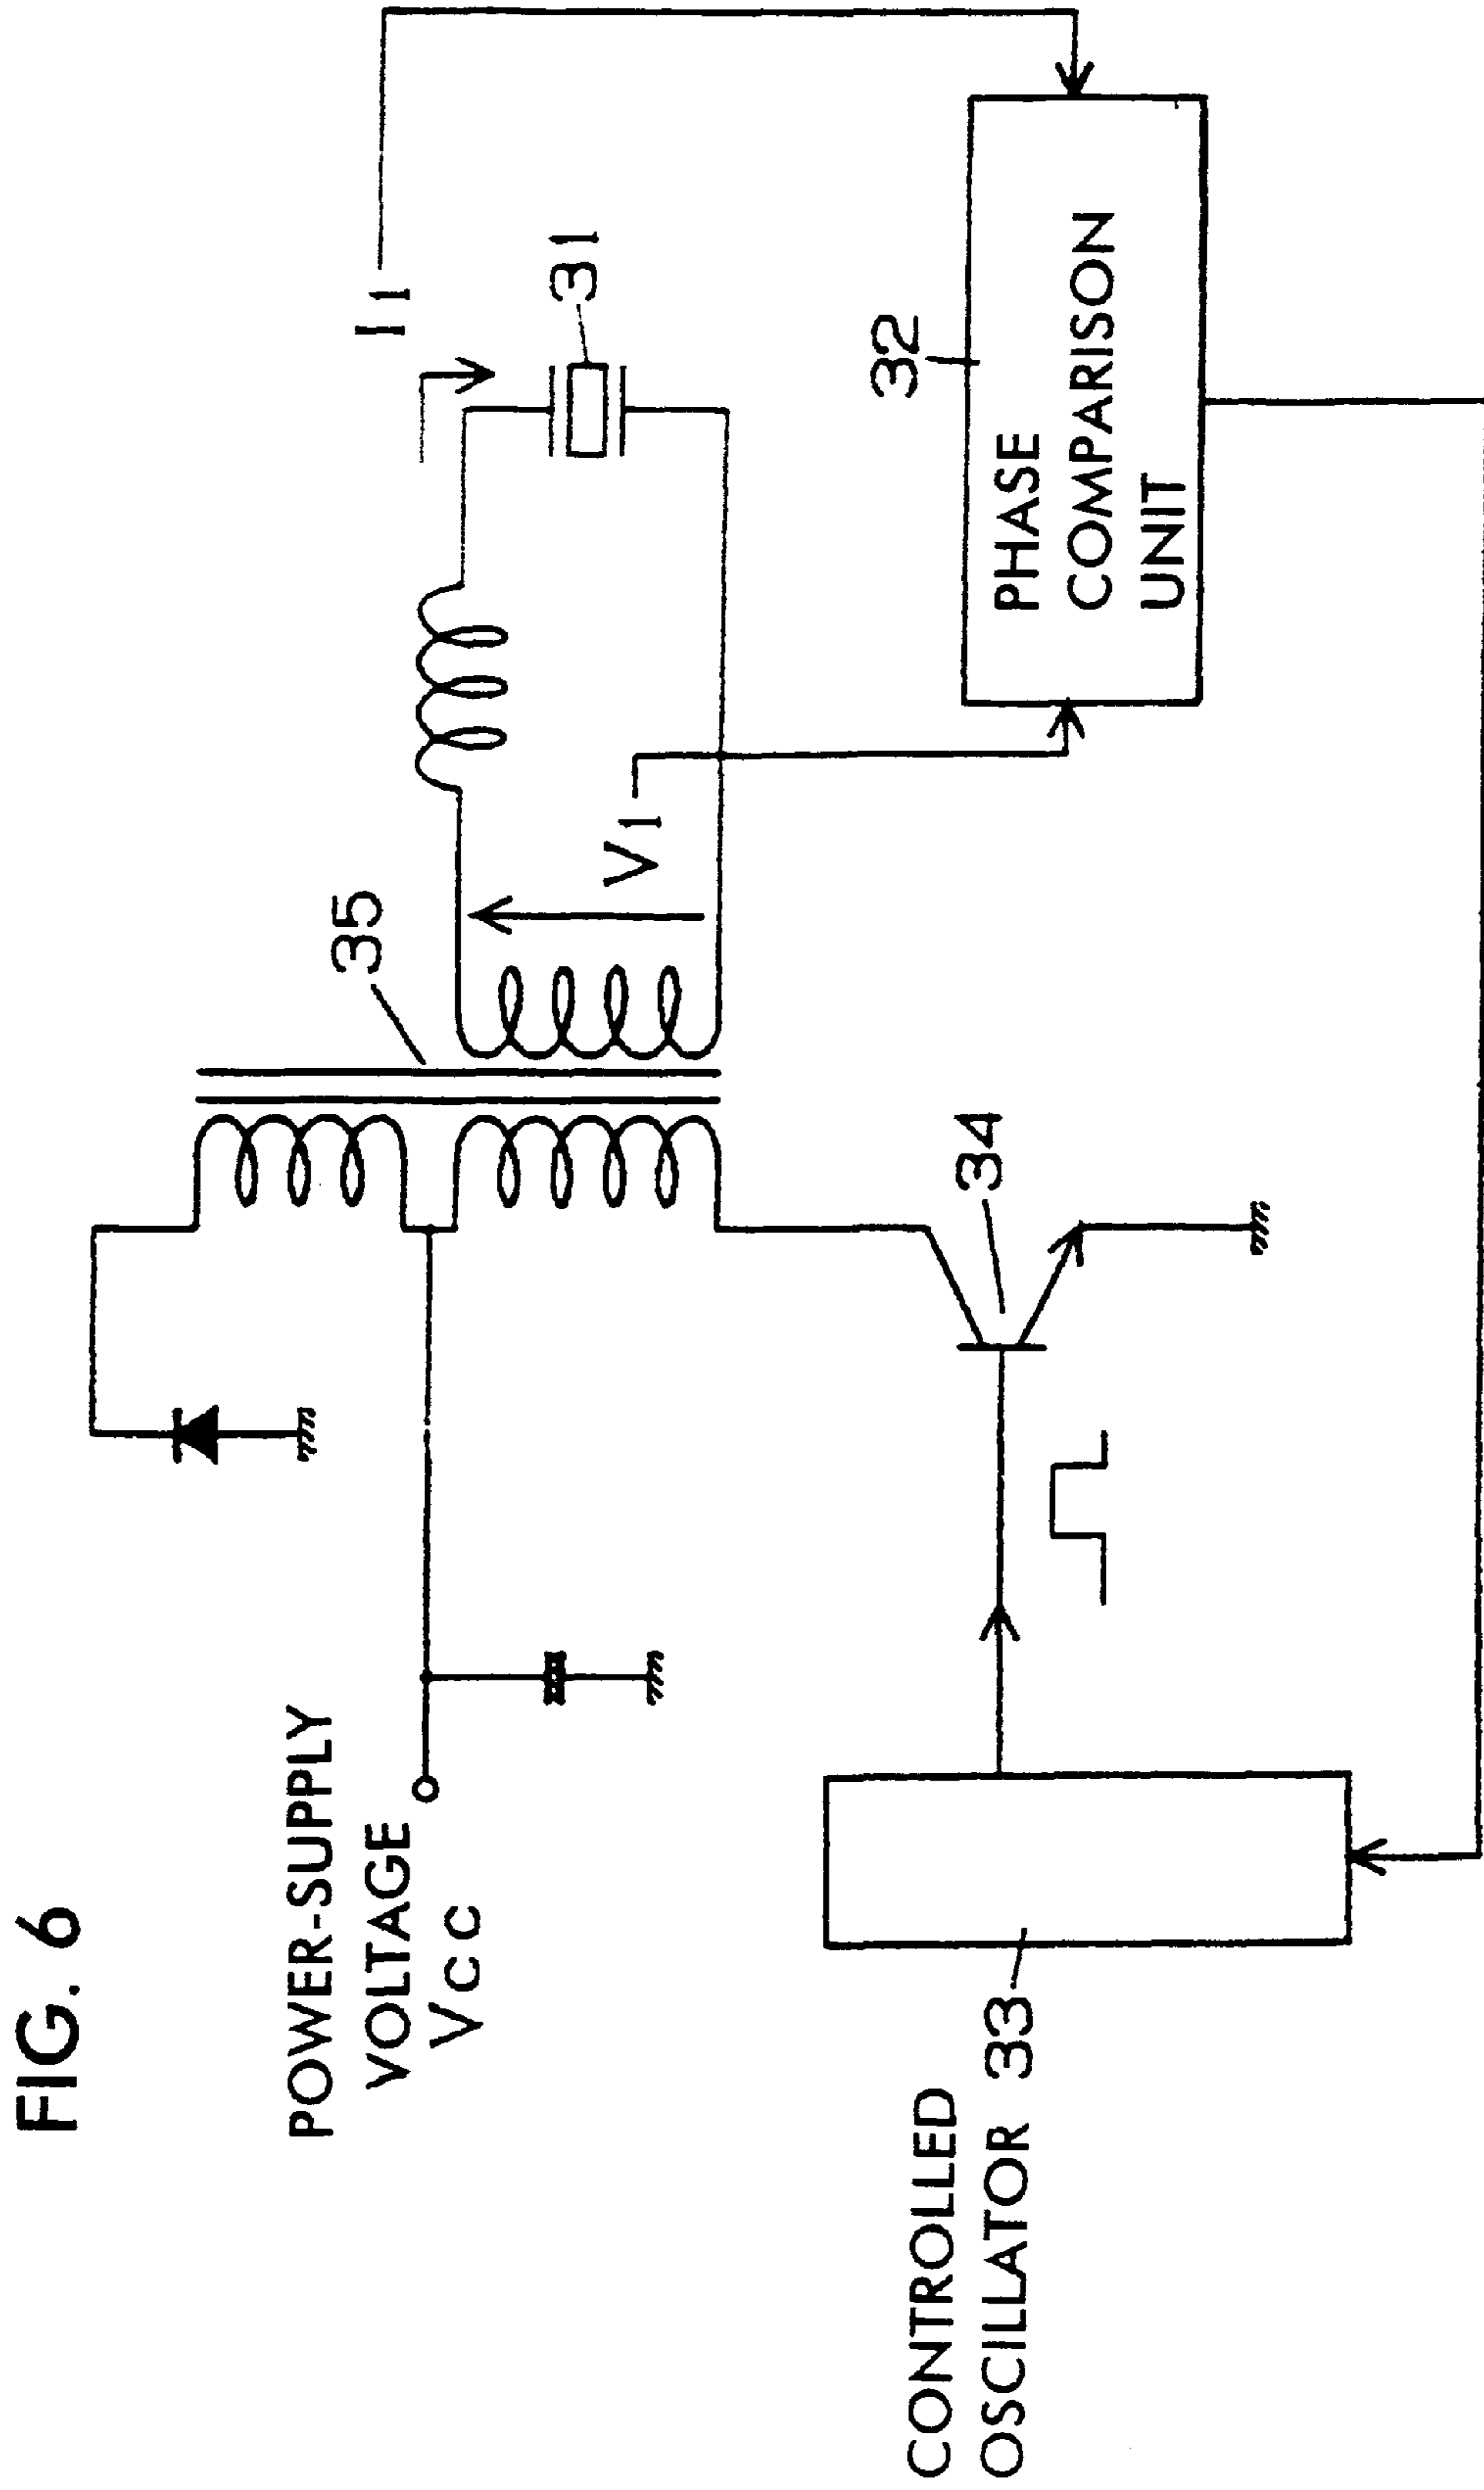 FIG. 6
POWER-SUPPLY
VOLTAGE
Vcc
35
I1
31
V1
32
PHASE
COMPARISON
UNIT
34
CONTROLLED
OSCILLATOR 33